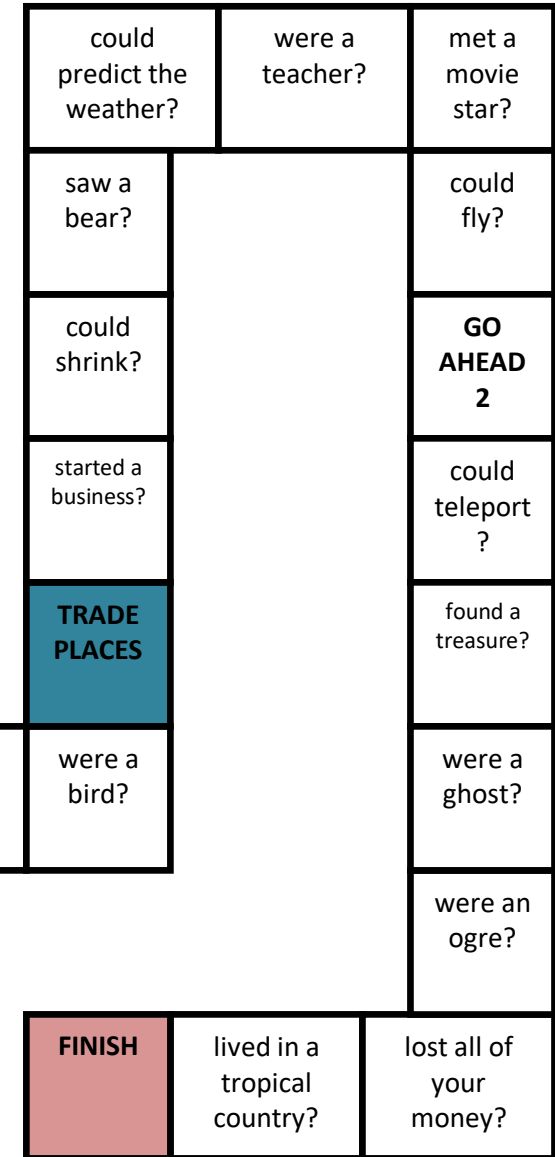 could
predict the
weather?
were a
teacher?
met a
movie
star?
saw a
bear?
could
fly?
could
shrink?
GO
AHEAD
2
started a
business?
could
teleport
?
TRADE
PLACES
found a
treasure?
were a
bird?
were a
ghost?
were an
ogre?
FINISH
lived in a
tropical
country?
lost all of
your
money?